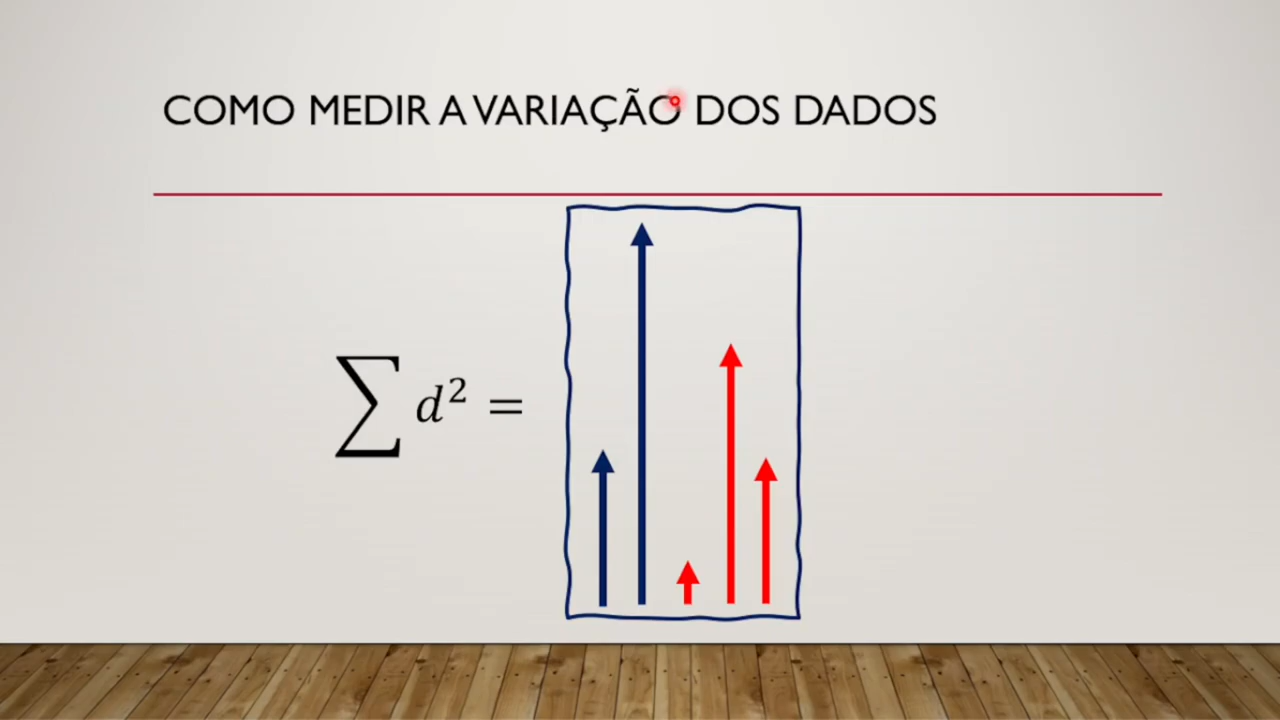 COMO MEDIR A VARIAÇÃO DOS DADOS
∑ d² =